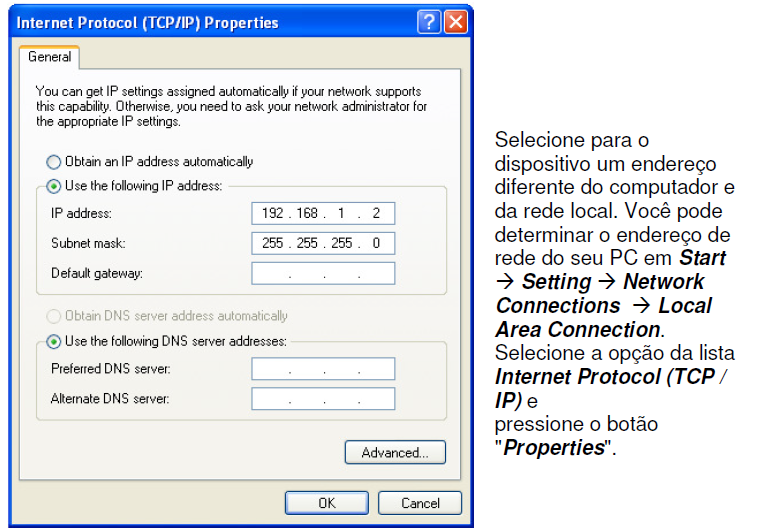 Internet Protocol (TCP/IP) Properties
General
You can get IP settings assigned automatically if your network supports
this capability. Otherwise, you need to ask your network administrator for
the appropriate IP settings.
Obtain an IP address automatically
Use the following IP address:
IP address: 192 . 168 . 1 . 2
Subnet mask: 255 . 255 . 255 . 0
Default gateway: . . .
Obtain DNS server address automatically
Use the following DNS server addresses:
Preferred DNS server: . . .
Alternate DNS server: . . .
Advanced...
OK Cancel
Selecione para o
dispositivo um endereço
diferente do computador e
da rede local. Você pode
determinar o endereço de
rede do seu PC em Start
→ Setting → Network
Connections → Local
Area Connection.
Selecione a opção da lista
Internet Protocol (TCP /
IP) e
pressione o botão
"Properties".